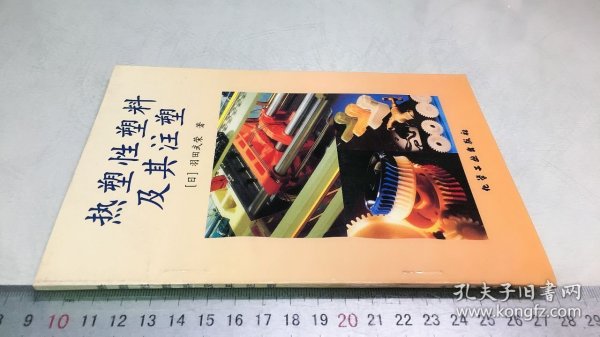 热塑性塑料
及其注塑
[日] 羽田武荣 著
化学工业出版社
孔夫子旧书网
www.kongfz.com
8 9 10 11 12 13 14 15 16 17 18 19 20 21 22 23 24 25 26 27 28 29